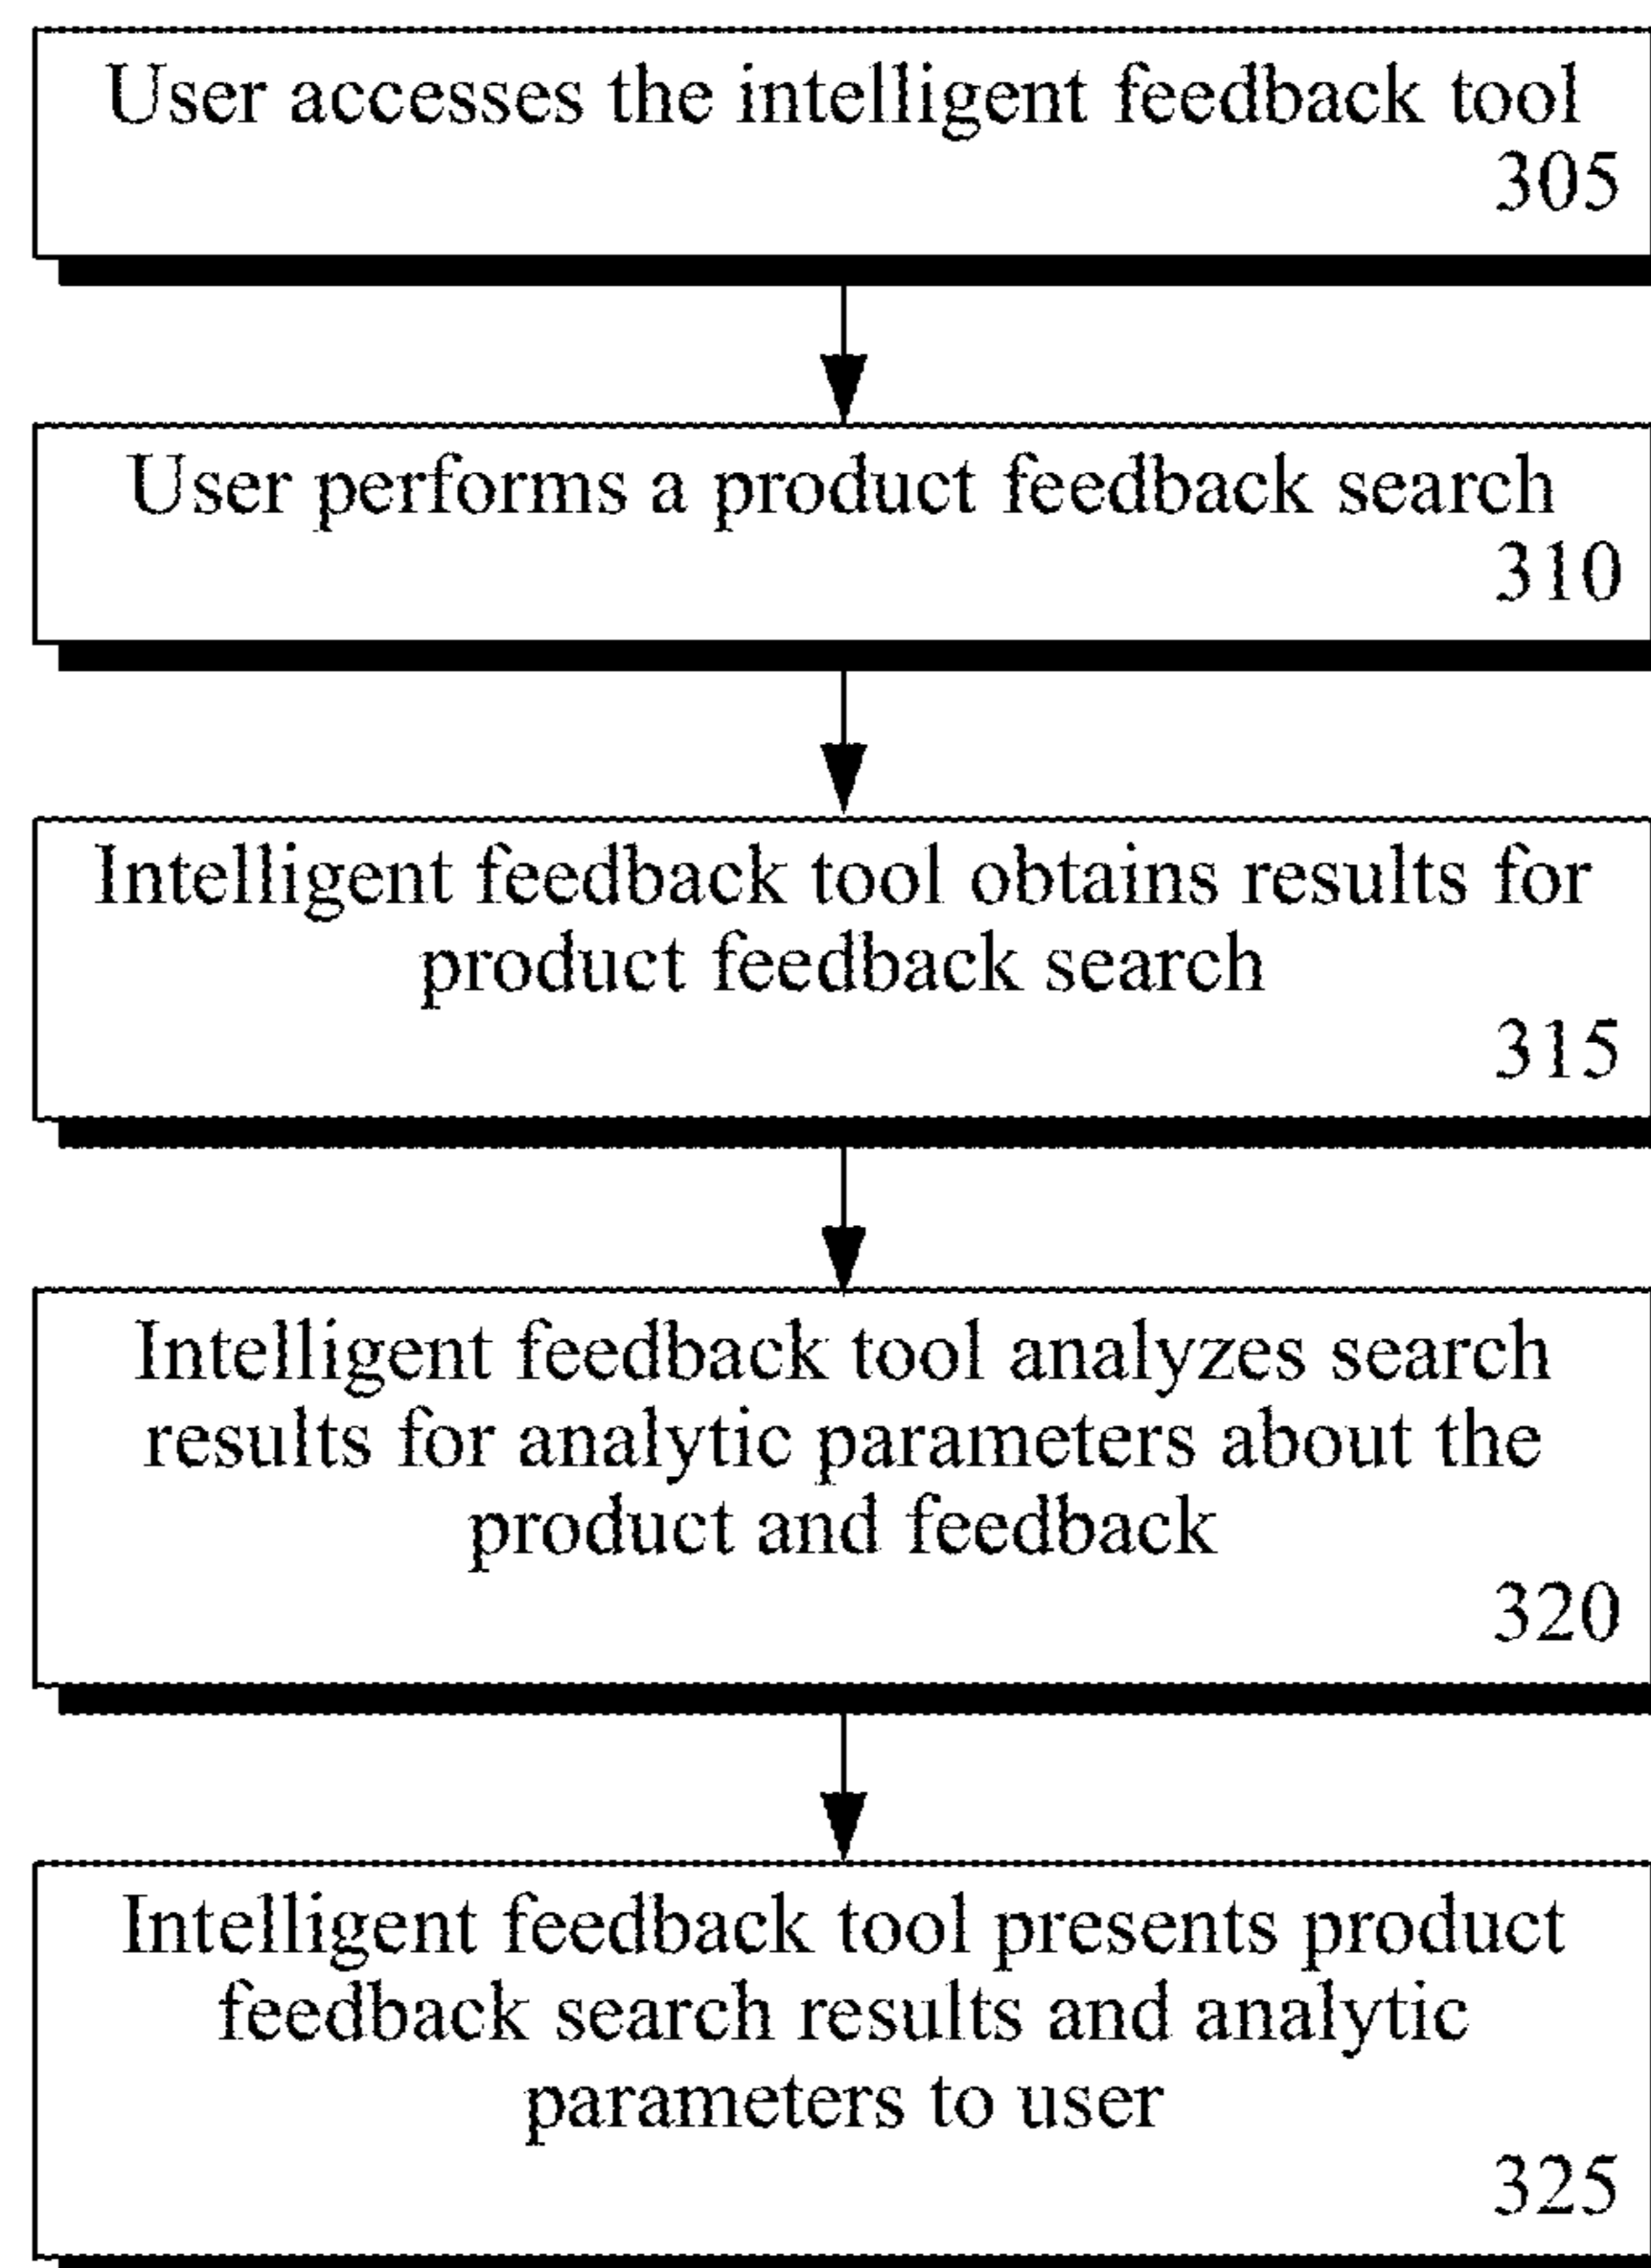 User accesses the intelligent feedback tool
305
User performs a product feedback search
310
Intelligent feedback tool obtains results for
product feedback search
315
Intelligent feedback tool analyzes search
results for analytic parameters about the
product and feedback
320
Intelligent feedback tool presents product
feedback search results and analytic
parameters to user
325